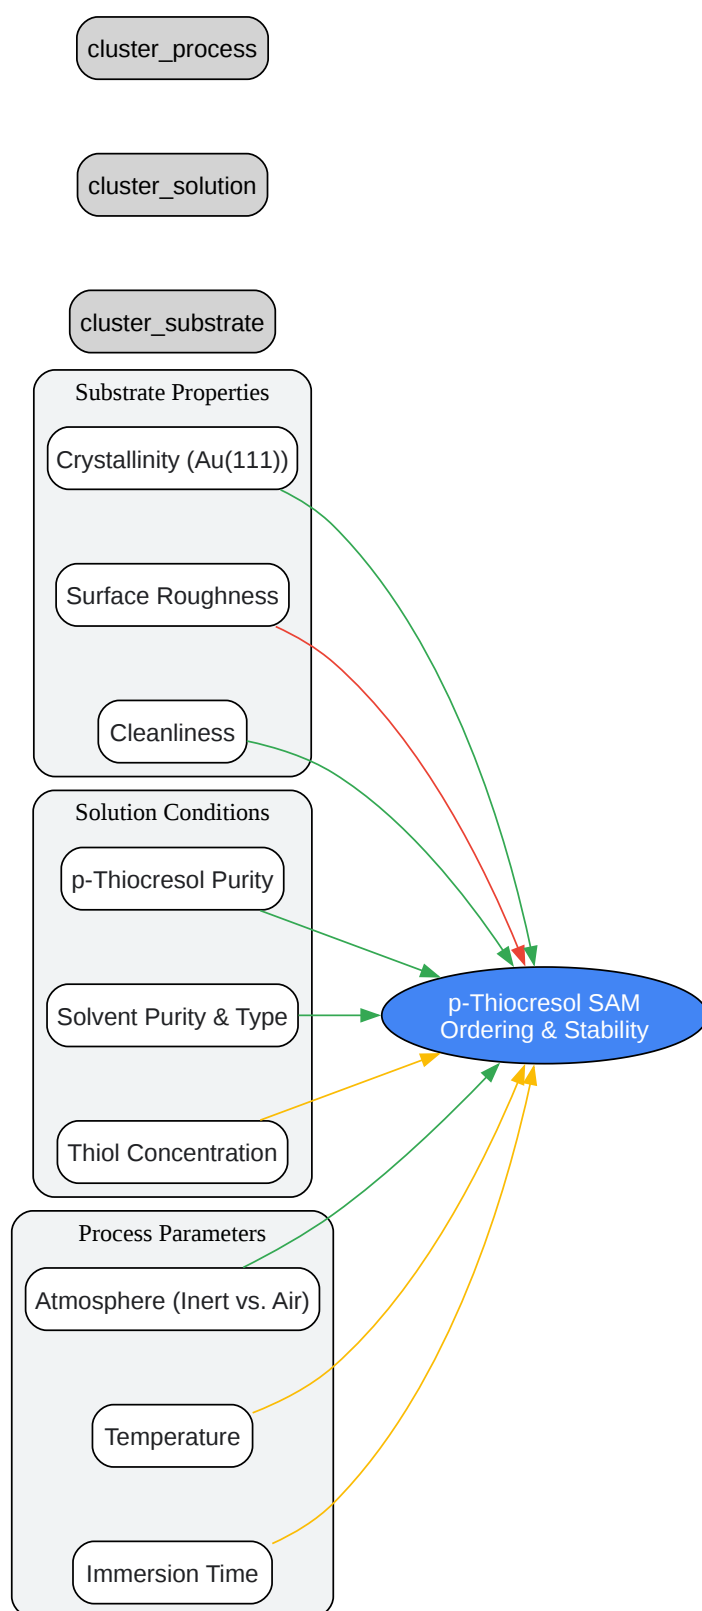 cluster_process
cluster_solution
cluster_substrate
Substrate Properties
Crystallinity (Au(111))
Surface Roughness
Cleanliness
Solution Conditions
p-Thiocresol Purity
Solvent Purity & Type
Thiol Concentration
p-Thiocresol SAM
Ordering & Stability
Process Parameters
Atmosphere (Inert vs. Air)
Temperature
Immersion Time